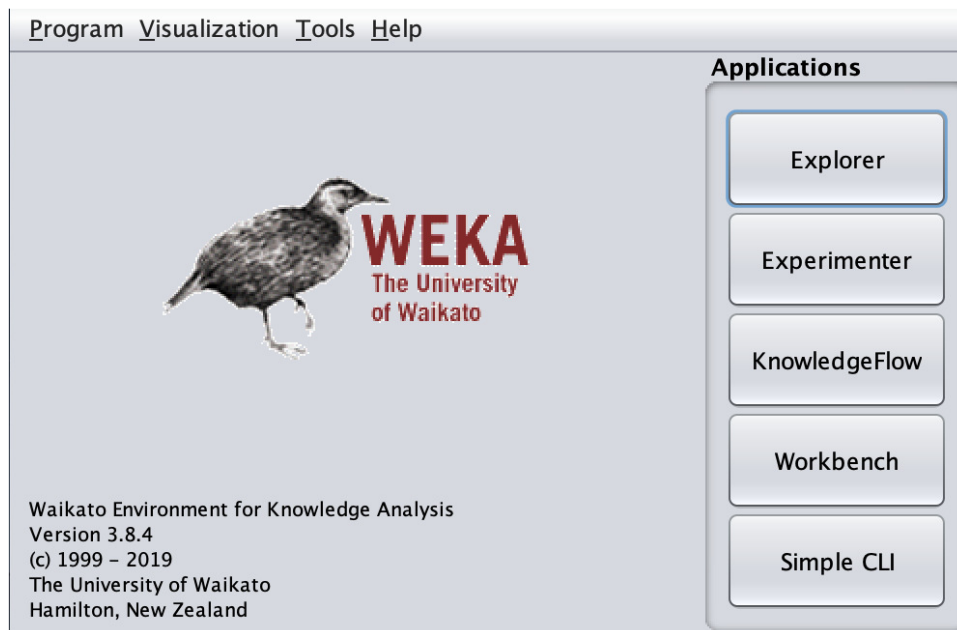 Program Visualization Tools Help
Applications
Explorer
Experimenter
KnowledgeFlow
Workbench
Simple CLI
WEKA
The University
of Waikato
Waikato Environment for Knowledge Analysis
Version 3.8.4
(c) 1999 – 2019
The University of Waikato
Hamilton, New Zealand